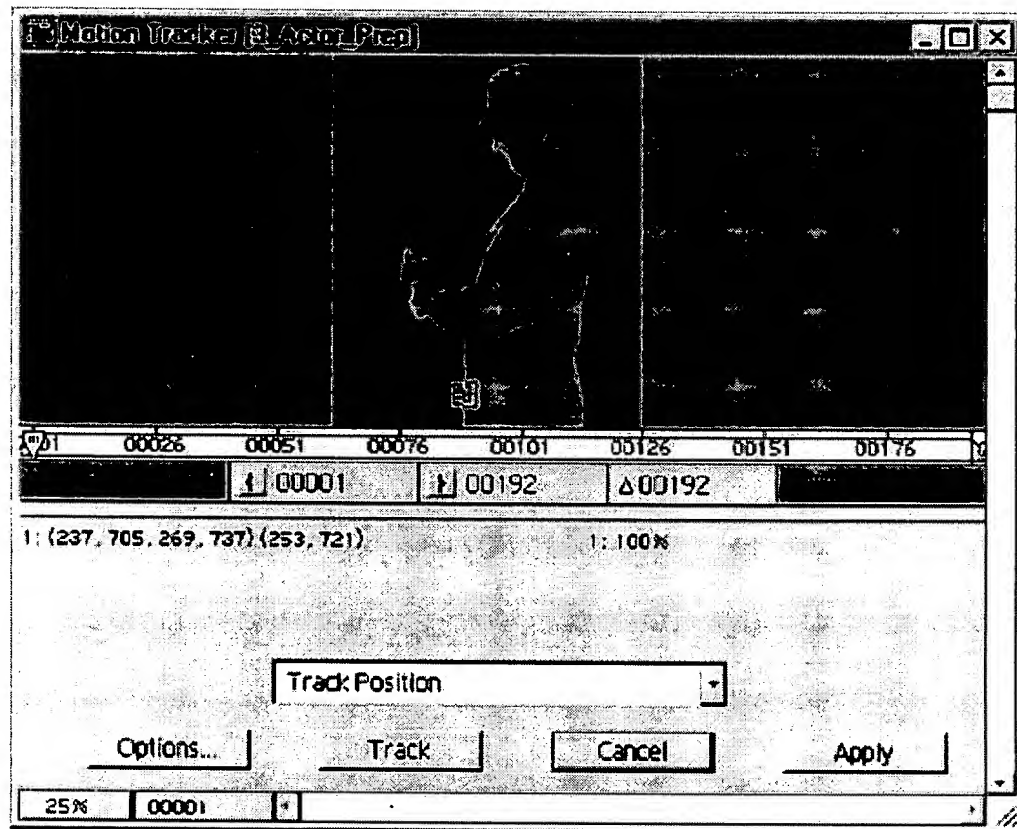 Motion Tracker [3_Actor_Prep]
00026 00051 00076 00101 00126 00151 00176
00001 00192 Δ00192
1: (237, 705, 269, 737) (253, 721) 1: 100%
Track Position
Options... Track Cancel Apply
25% 00001